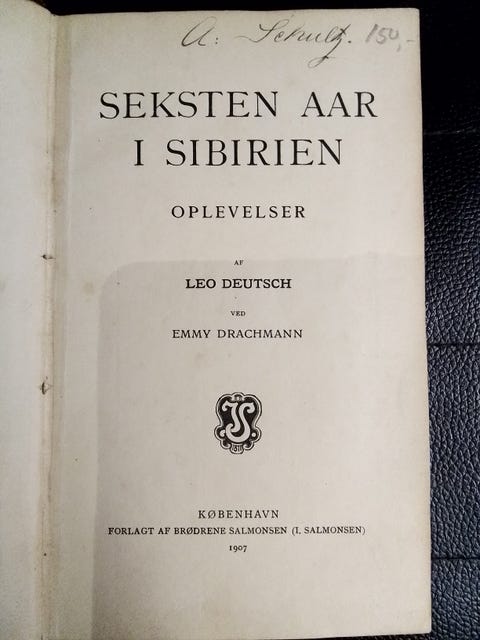 A: Schultz. 150,-
SEKSTEN AAR
I SIBIRIEN
OPLEVELSER
AF
LEO DEUTSCH
VED
EMMY DRACHMANN
KØBENHAVN
FORLAGT AF BRØDRENE SALMONSEN (I. SALMONSEN)
1907